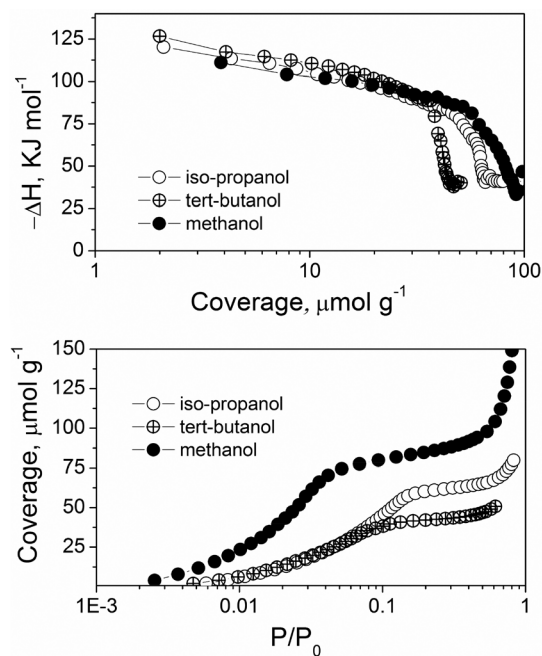 125
100
75
50
25
0
−ΔH, KJ mol⁻¹
iso-propanol
tert-butanol
methanol
1
10
100
Coverage, μmol g⁻¹
150
125
100
75
50
25
Coverage, μmol g⁻¹
iso-propanol
tert-butanol
methanol
1E-3
0.01
0.1
1
P/P₀